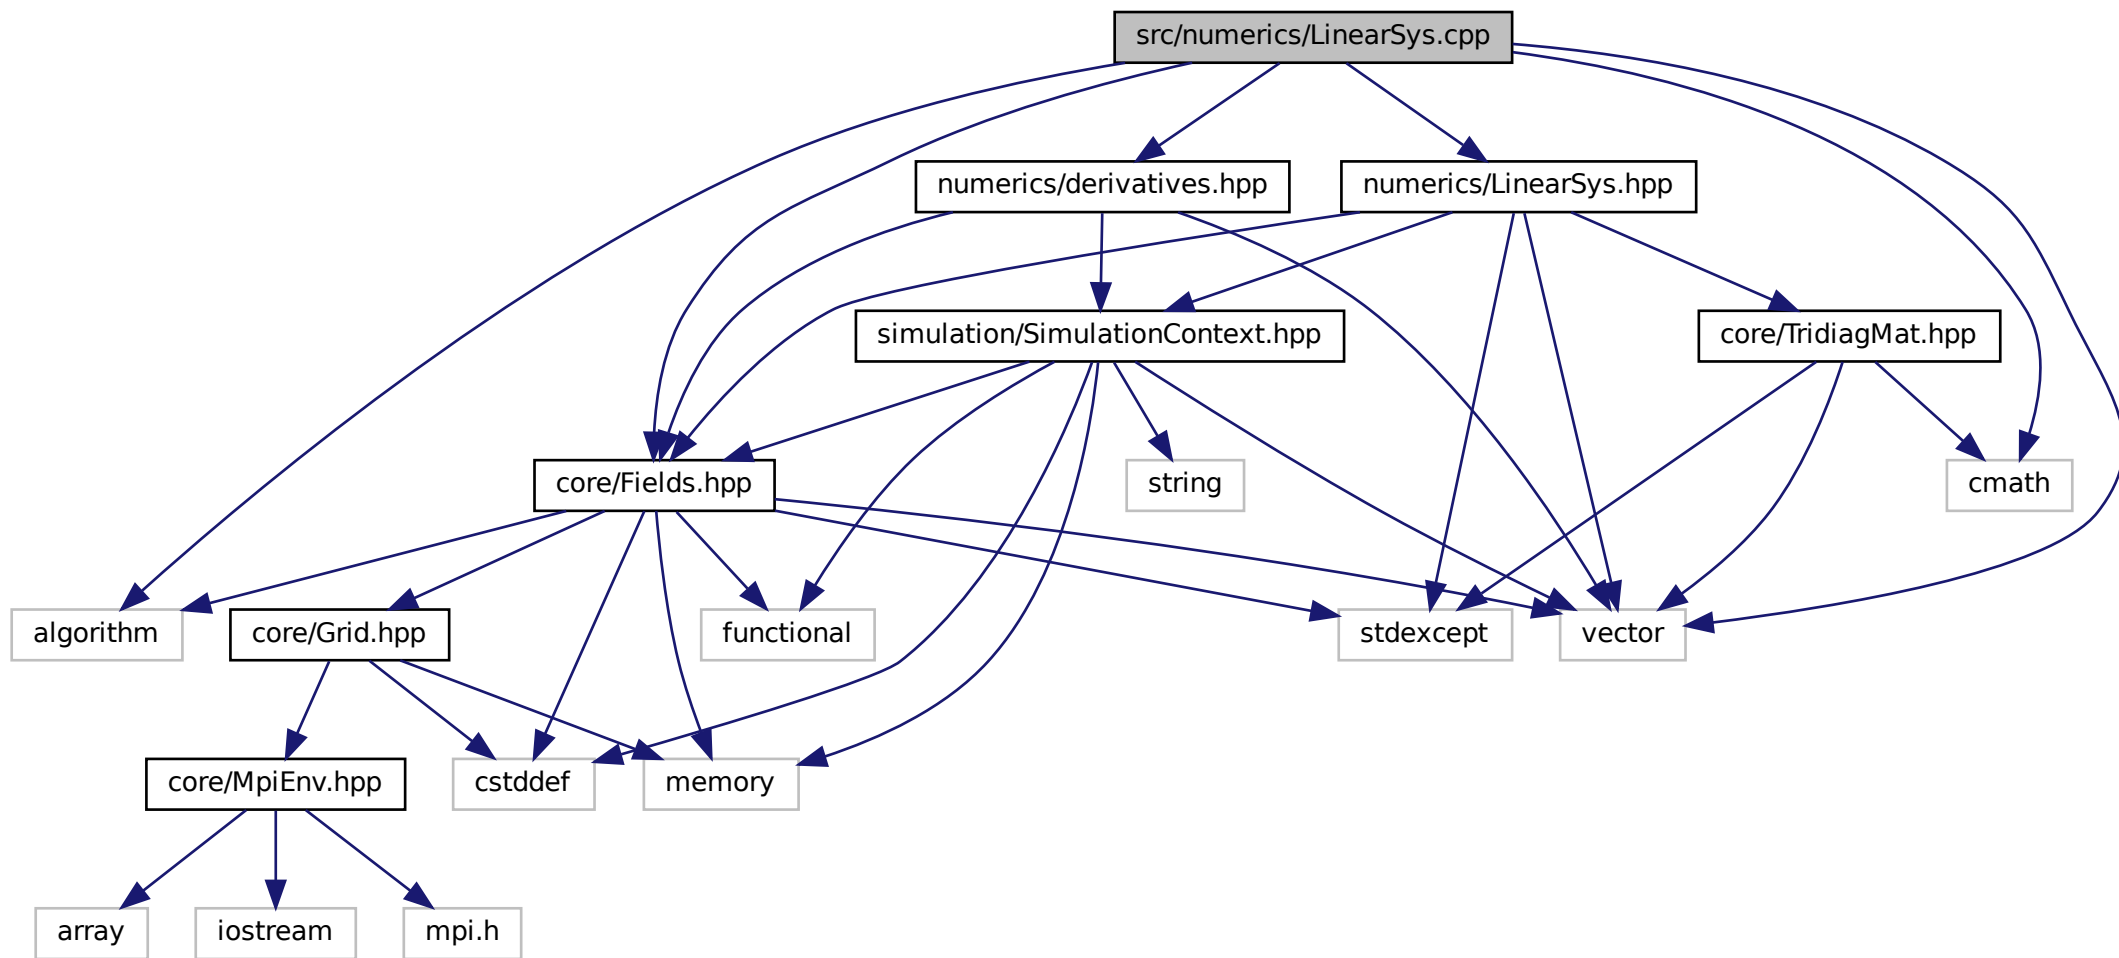 src/numerics/LinearSys.cpp
numerics/derivatives.hpp
numerics/LinearSys.hpp
simulation/SimulationContext.hpp
core/TridiagMat.hpp
core/Fields.hpp
string
cmath
algorithm
core/Grid.hpp
functional
stdexcept
vector
core/MpiEnv.hpp
cstddef
memory
array
iostream
mpi.h